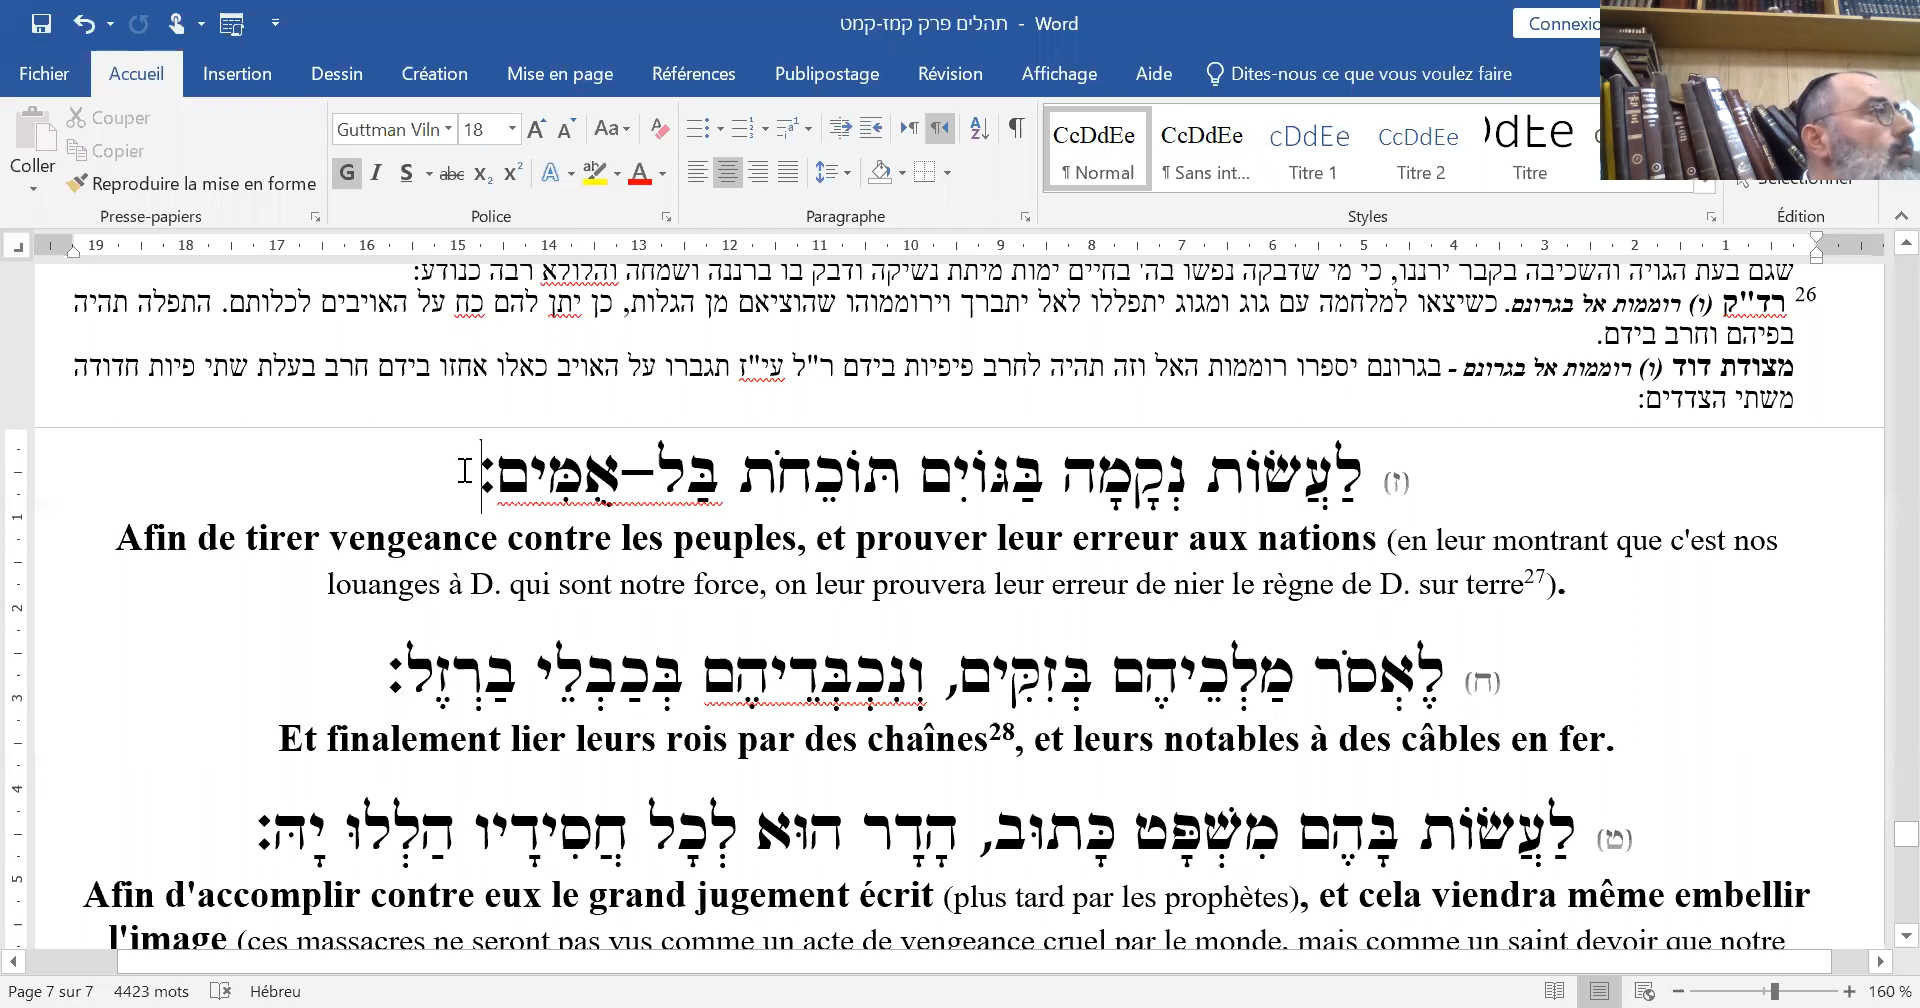 תהלים פרק קמז-קמט - Word
Fichier Accueil Insertion Dessin Création Mise en page Références Publipostage Révision Affichage Aide Dites-nous ce que vous voulez faire
Coller
Couper
Copier
Reproduire la mise en forme
Presse-papiers
Guttman Viln 18
Police
Paragraphe
CcDdEe CcDdEe cDdEe CcDdEe
¶ Normal ¶ Sans int... Titre 1 Titre 2 Titre
Styles
Édition
19 18 17 16 15 14 13 12 11 10 9 8 7 6 5 4 3 2 1
שגם בעת הגויה והשכיבה בקבר ירננו, כי מי שדבקה נפשו בה' בחיים ימות מיתת נשיקה ודבק בו ברננה ושמחה והלולא רבה כנודע:
26 רד"ק (ו) רוממות אל בגרונם. כשיצאו למלחמה עם גוג ומגוג יתפללו לאל יתברך וירוממוהו שהוציאם מן הגלות, כן יתן להם כח על האויבים לכלותם. התפלה תהיה
בפיהם וחרב בידם.
מצודת דוד (ו) רוממות אל בגרונם - בגרונם יספרו רוממות האל וזה תהיה לחרב פיפיות בידם ר"ל עי"ז תגברו על האויב כאלו אחזו בידם חרב בעלת שתי פיות חדודה
משתי הצדדים:
(ז) לַעֲשׂוֹת נְקָמָה בַּגּוֹיִם תּוֹכֵחֹת בַּל–אֻמִּים:
Afin de tirer vengeance contre les peuples, et prouver leur erreur aux nations (en leur montrant que c'est nos
louanges à D. qui sont notre force, on leur prouvera leur erreur de nier le règne de D. sur terre27).
(ח) לֶאְסֹר מַלְכֵיהֶם בְּזִקִּים, וְנִכְבְּדֵיהֶם בְּכַבְלֵי בַרְזֶל:
Et finalement lier leurs rois par des chaînes28, et leurs notables à des câbles en fer.
(ט) לַעֲשׂוֹת בָּהֶם מִשְׁפָּט כָּתוּב, הָדָר הוּא לְכָל חֲסִידָיו הַלְלוּ יָהּ:
Afin d'accomplir contre eux le grand jugement écrit (plus tard par les prophètes), et cela viendra même embellir
l'image (ces massacres ne seront pas vus comme un acte de vengeance cruel par le monde, mais comme un saint devoir que notre
Page 7 sur 7 4423 mots Hébreu 160 %